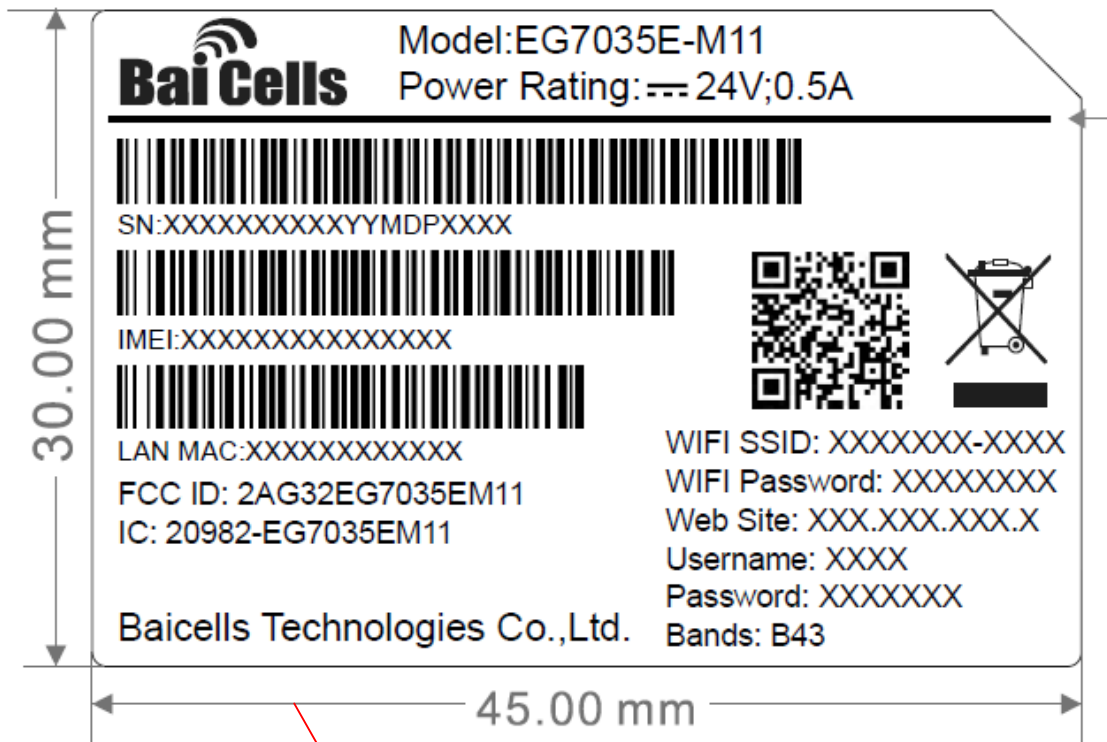 Bai Cells
Model:EG7035E-M11
Power Rating: 24V;0.5A
SN:XXXXXXXXXXYYMDPXXXX
IMEI:XXXXXXXXXXXXXXX
LAN MAC:XXXXXXXXXXXX
FCC ID: 2AG32EG7035EM11
IC: 20982-EG7035EM11
Baicells Technologies Co.,Ltd.
WIFI SSID: XXXXXXX-XXXX
WIFI Password: XXXXXXXX
Web Site: XXX.XXX.XXX.X
Username: XXXX
Password: XXXXXXX
Bands: B43
30.00 mm
45.00 mm